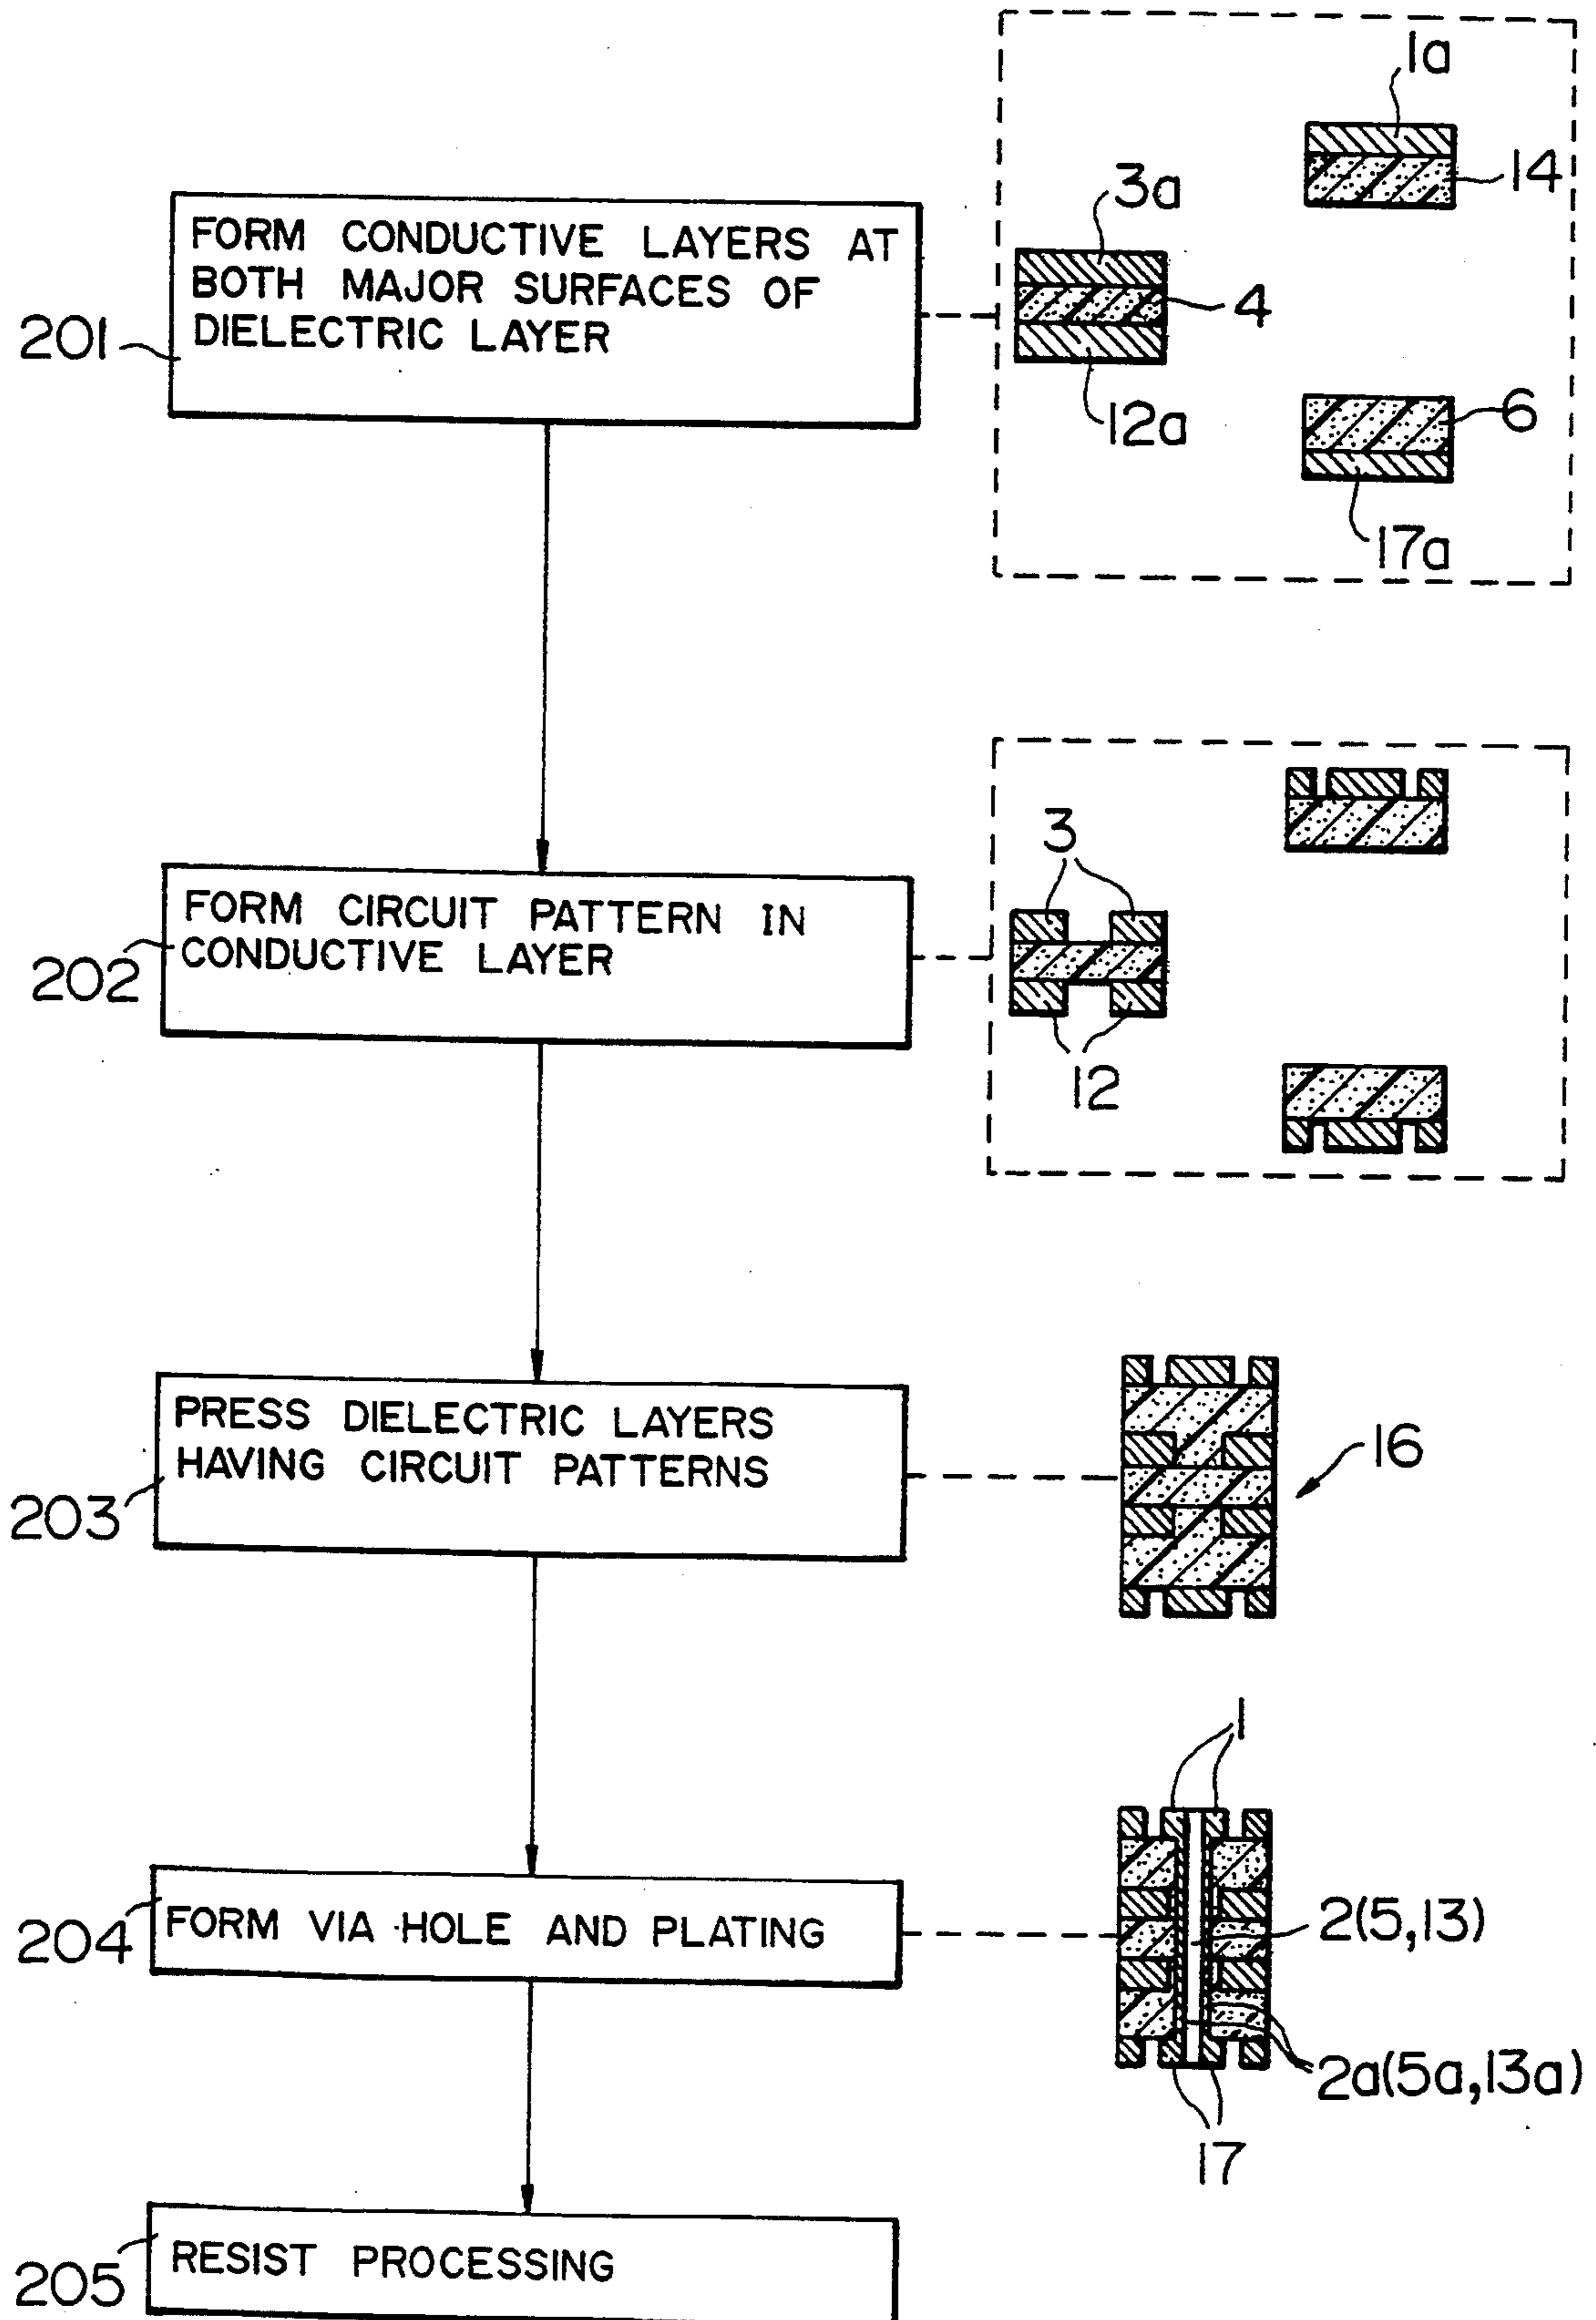 1a
14
3a
4
12a
6
17a
FORM CONDUCTIVE LAYERS AT
BOTH MAJOR SURFACES OF
DIELECTRIC LAYER
201
3
12
FORM CIRCUIT PATTERN IN
CONDUCTIVE LAYER
202
PRESS DIELECTRIC LAYERS
HAVING CIRCUIT PATTERNS
203
16
1
FORM VIA HOLE AND PLATING
204
2(5,13)
2a(5a,13a)
17
RESIST PROCESSING
205